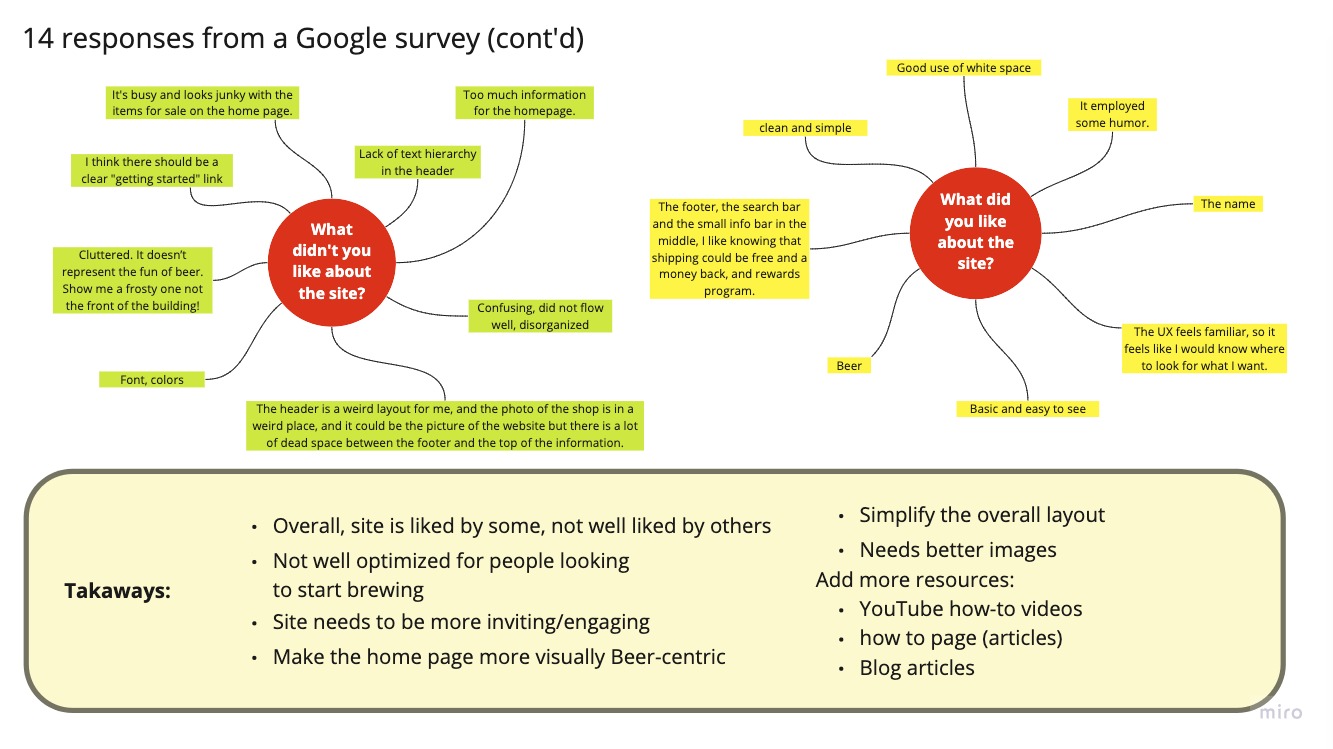 14 responses from a Google survey (cont'd)
It's busy and looks junky with the
items for sale on the home page.
Too much information
for the homepage.
I think there should be a
clear "getting started" link
Lack of text hierarchy
in the header
What
didn't you
like about
the site?
Cluttered. It doesn’t
represent the fun of beer.
Show me a frosty one not
the front of the building!
Confusing, did not flow
well, disorganized
Font, colors
The header is a weird layout for me, and the photo of the shop is in a
weird place, and it could be the picture of the website but there is a lot
of dead space between the footer and the top of the information.
Good use of white space
It employed
some humor.
clean and simple
What did
you like
about the
site?
The name
The footer, the search bar
and the small info bar in the
middle, I like knowing that
shipping could be free and a
money back, and rewards
program.
The UX feels familiar, so it
feels like I would know where
to look for what I want.
Beer
Basic and easy to see
Takaways:
• Overall, site is liked by some, not well liked by others
• Not well optimized for people looking
to start brewing
• Site needs to be more inviting/engaging
• Make the home page more visually Beer-centric
• Simplify the overall layout
• Needs better images
Add more resources:
• YouTube how-to videos
• how to page (articles)
• Blog articles
miro